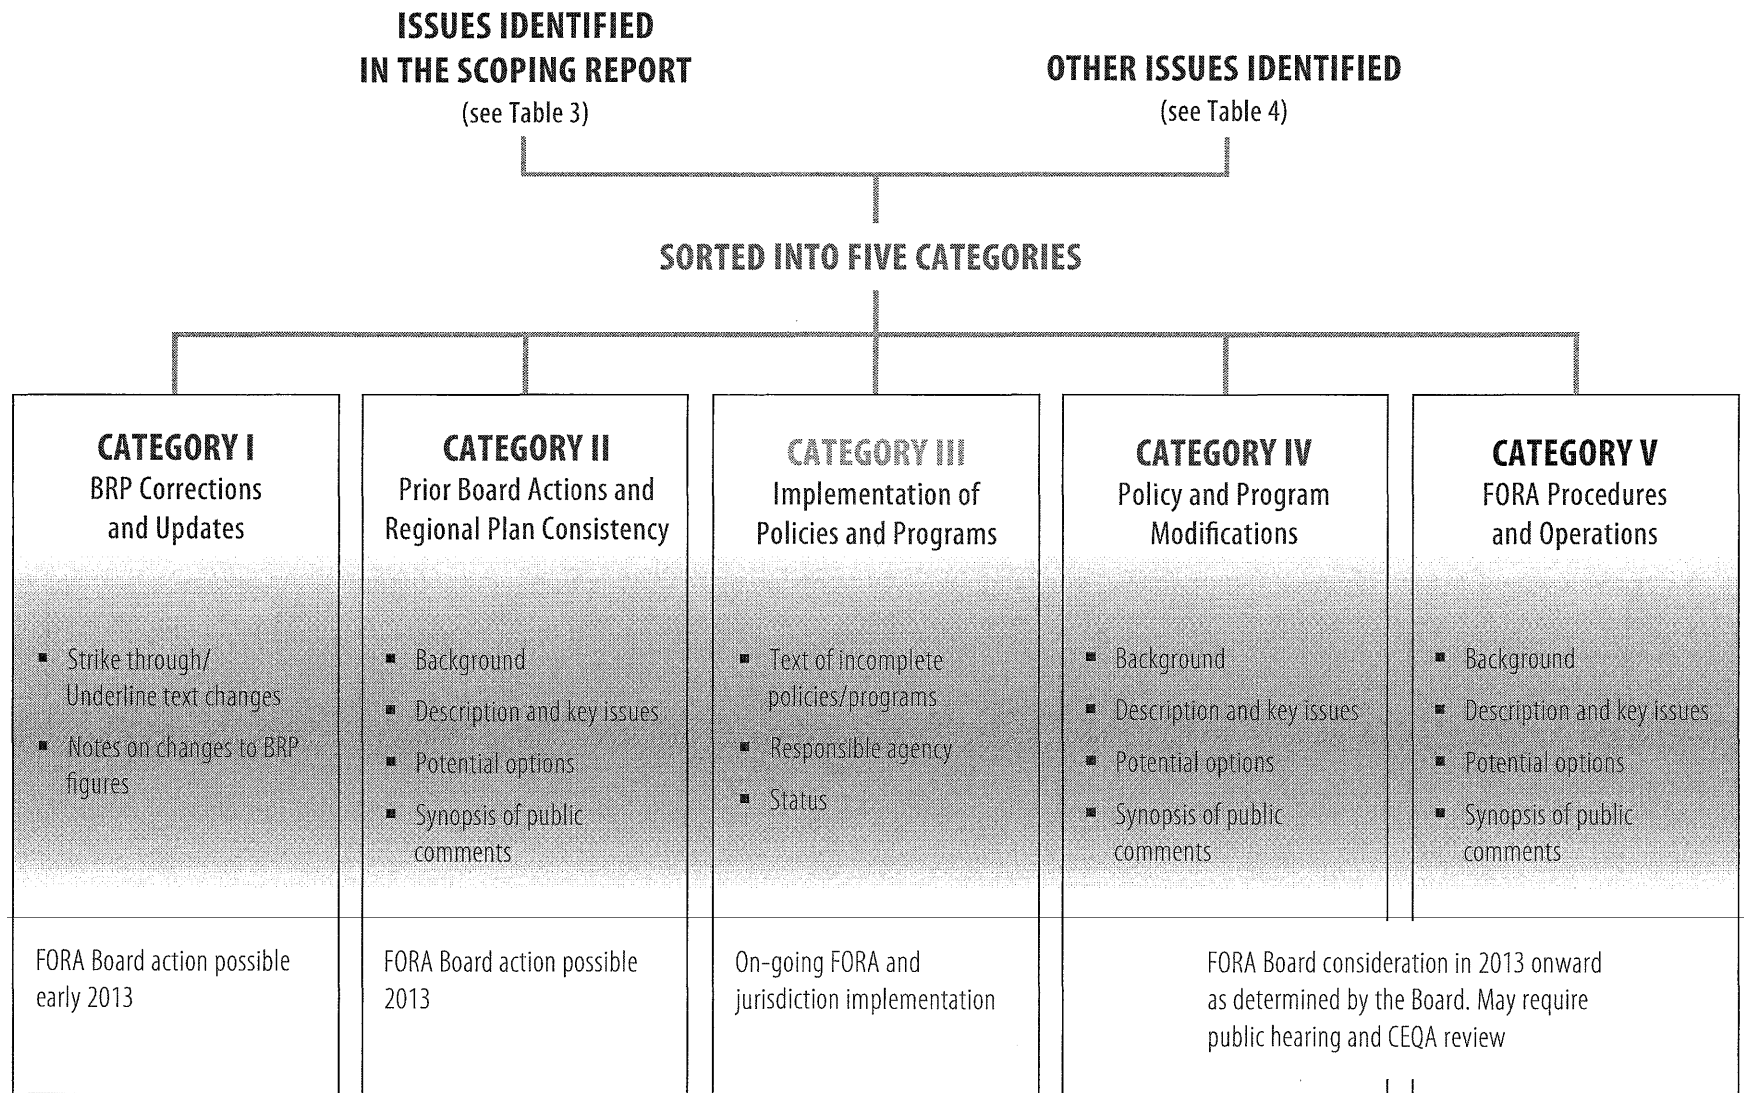 ISSUES IDENTIFIED
IN THE SCOPING REPORT
(see Table 3)
OTHER ISSUES IDENTIFIED
(see Table 4)
SORTED INTO FIVE CATEGORIES
CATEGORY I
BRP Corrections
and Updates
▪ Strike through/
Underline text changes
▪ Notes on changes to BRP
figures
FORA Board action possible
early 2013
CATEGORY II
Prior Board Actions and
Regional Plan Consistency
▪ Background
▪ Description and key issues
▪ Potential options
▪ Synopsis of public
comments
FORA Board action possible
2013
CATEGORY III
Implementation of
Policies and Programs
▪ Text of incomplete
policies/programs
▪ Responsible agency
▪ Status
On-going FORA and
jurisdiction implementation
CATEGORY IV
Policy and Program
Modifications
▪ Background
▪ Description and key issues
▪ Potential options
▪ Synopsis of public
comments
CATEGORY V
FORA Procedures
and Operations
▪ Background
▪ Description and key issues
▪ Potential options
▪ Synopsis of public
comments
FORA Board consideration in 2013 onward
as determined by the Board. May require
public hearing and CEQA review